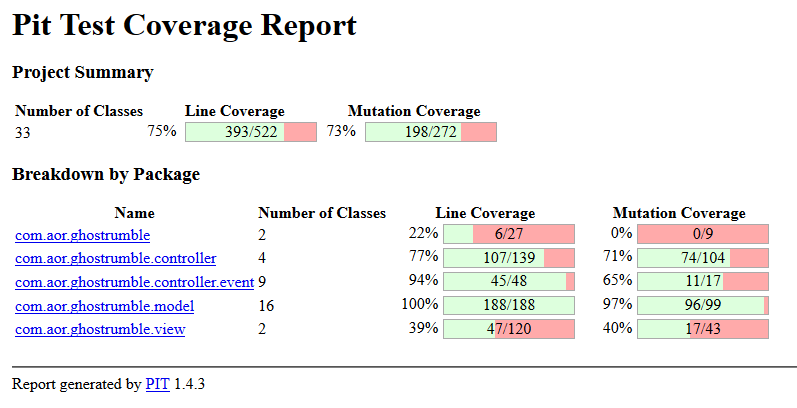 Pit Test Coverage Report
Project Summary
Number of Classes Line Coverage Mutation Coverage
33 75% 393/522 73% 198/272
Breakdown by Package
Name Number of Classes Line Coverage Mutation Coverage
com.aor.ghostrumble 2 22% 6/27 0% 0/9
com.aor.ghostrumble.controller 4 77% 107/139 71% 74/104
com.aor.ghostrumble.controller.event 9 94% 45/48 65% 11/17
com.aor.ghostrumble.model 16 100% 188/188 97% 96/99
com.aor.ghostrumble.view 2 39% 47/120 40% 17/43
Report generated by PIT 1.4.3